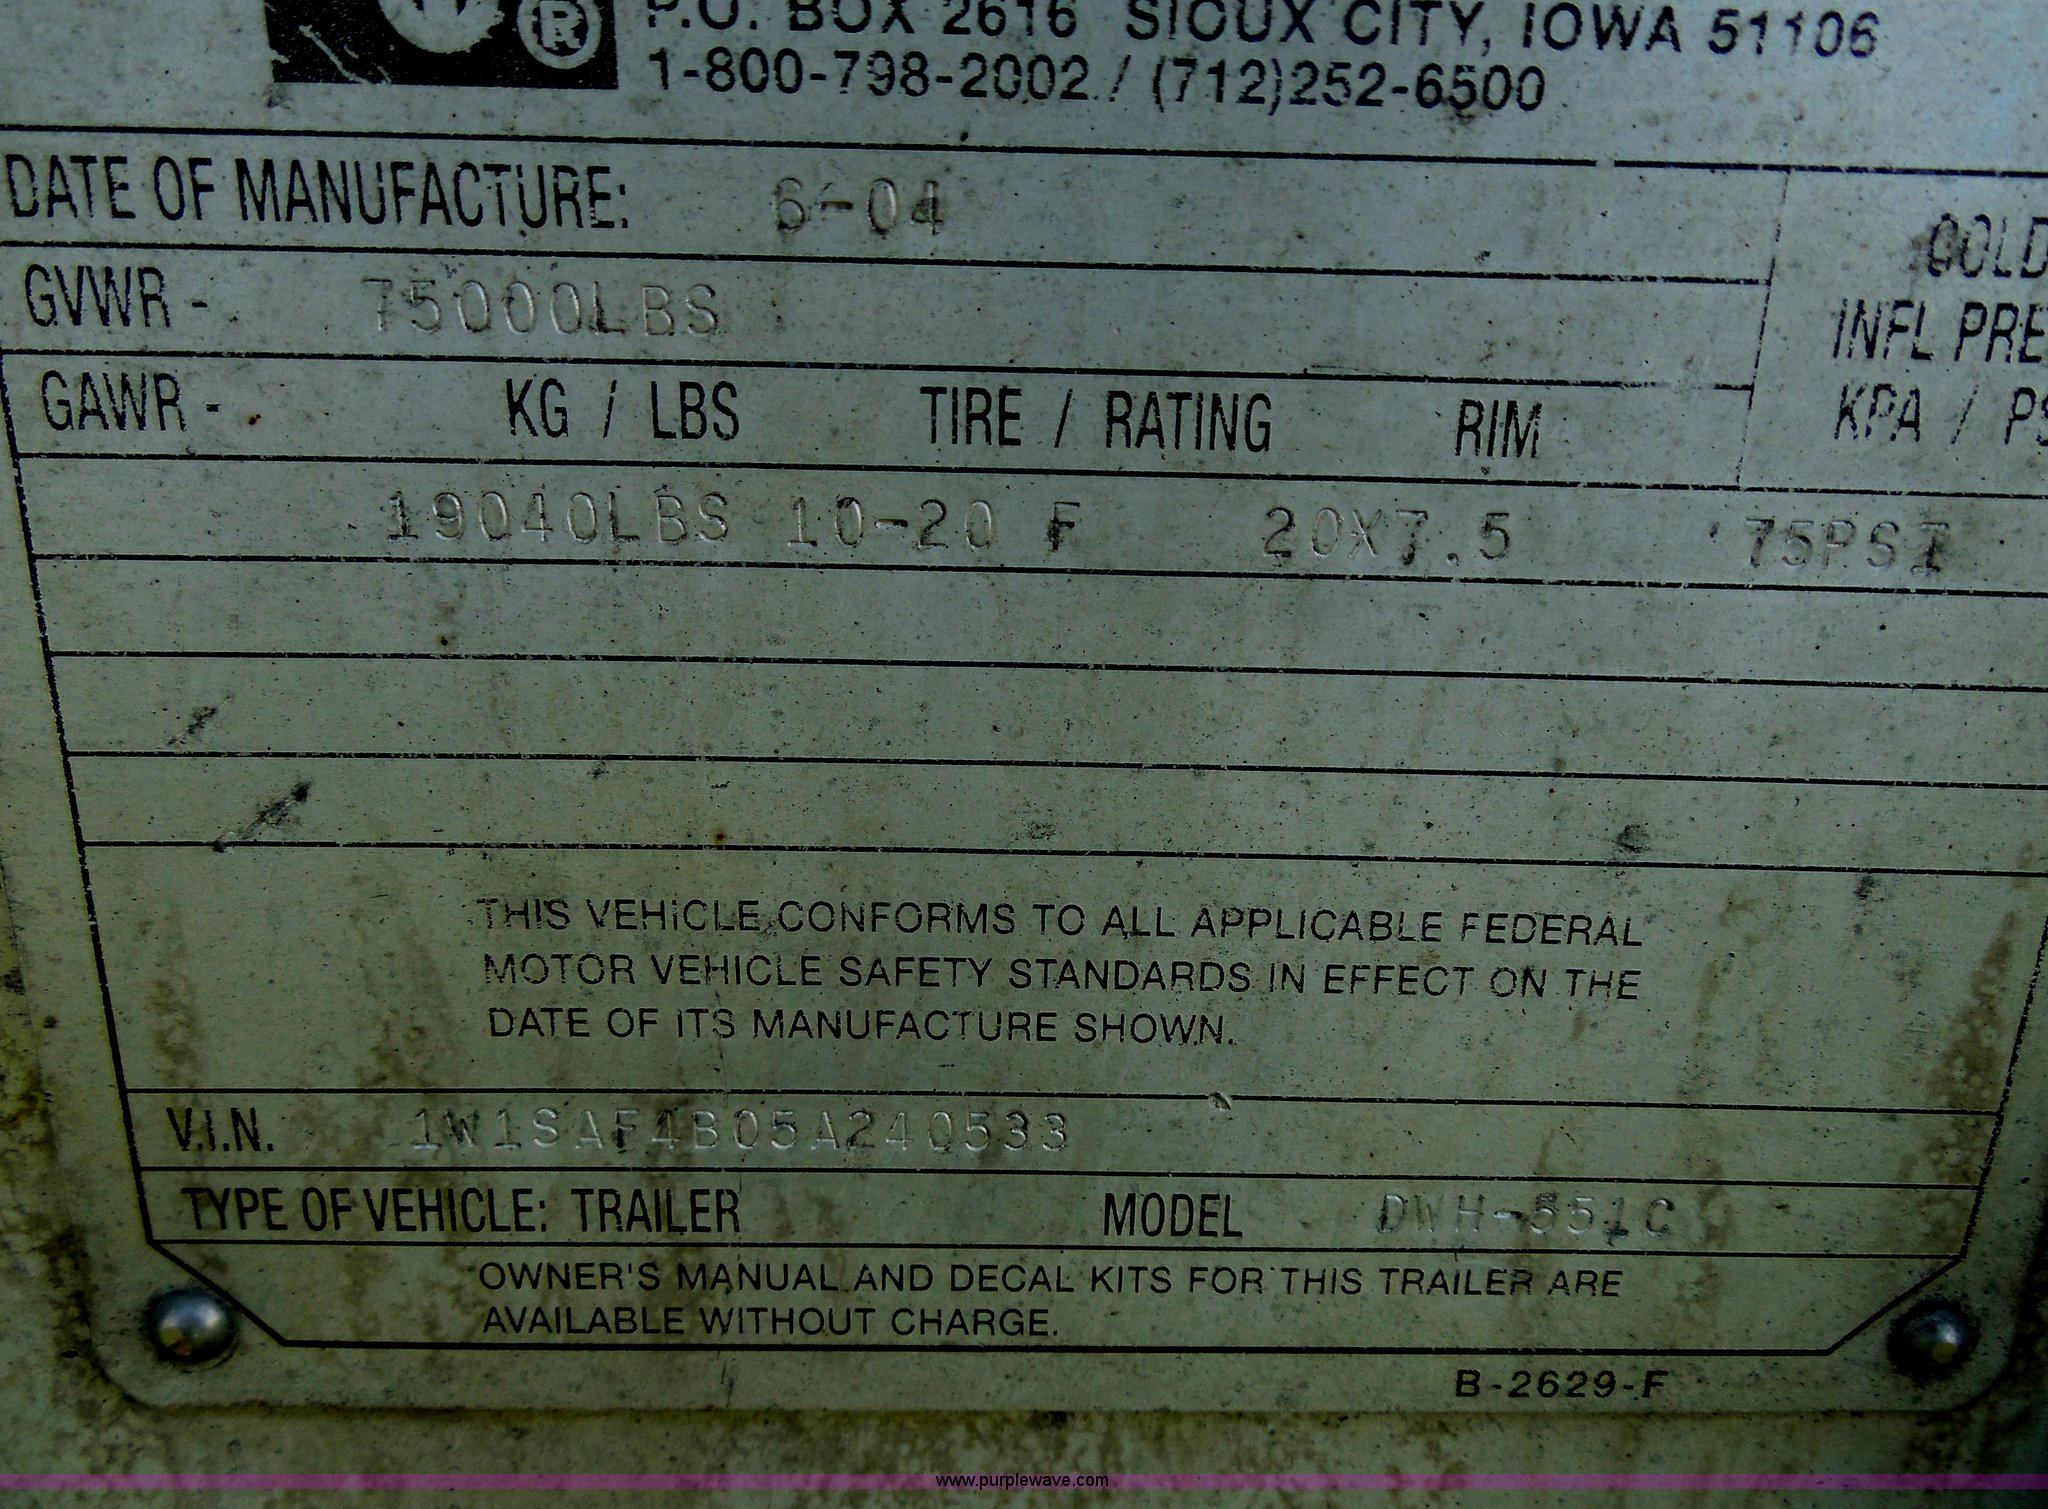 ®
P.O. BOX 2616 SIOUX CITY, IOWA 51106
1-800-798-2002 / (712)252-6500
DATE OF MANUFACTURE: 6-04
GVWR - 75000LBS
COLD
INFL PRE
GAWR - KG / LBS TIRE / RATING RIM KPA / PS
19040LBS 10-20 F 20X7.5 75PSI
THIS VEHICLE CONFORMS TO ALL APPLICABLE FEDERAL
MOTOR VEHICLE SAFETY STANDARDS IN EFFECT ON THE
DATE OF ITS MANUFACTURE SHOWN.
V.I.N. 1W1SAF4B05A240533
TYPE OF VEHICLE: TRAILER MODEL DWH-551C
OWNER'S MANUAL AND DECAL KITS FOR THIS TRAILER ARE
AVAILABLE WITHOUT CHARGE.
B-2629-F
www.purplewave.com